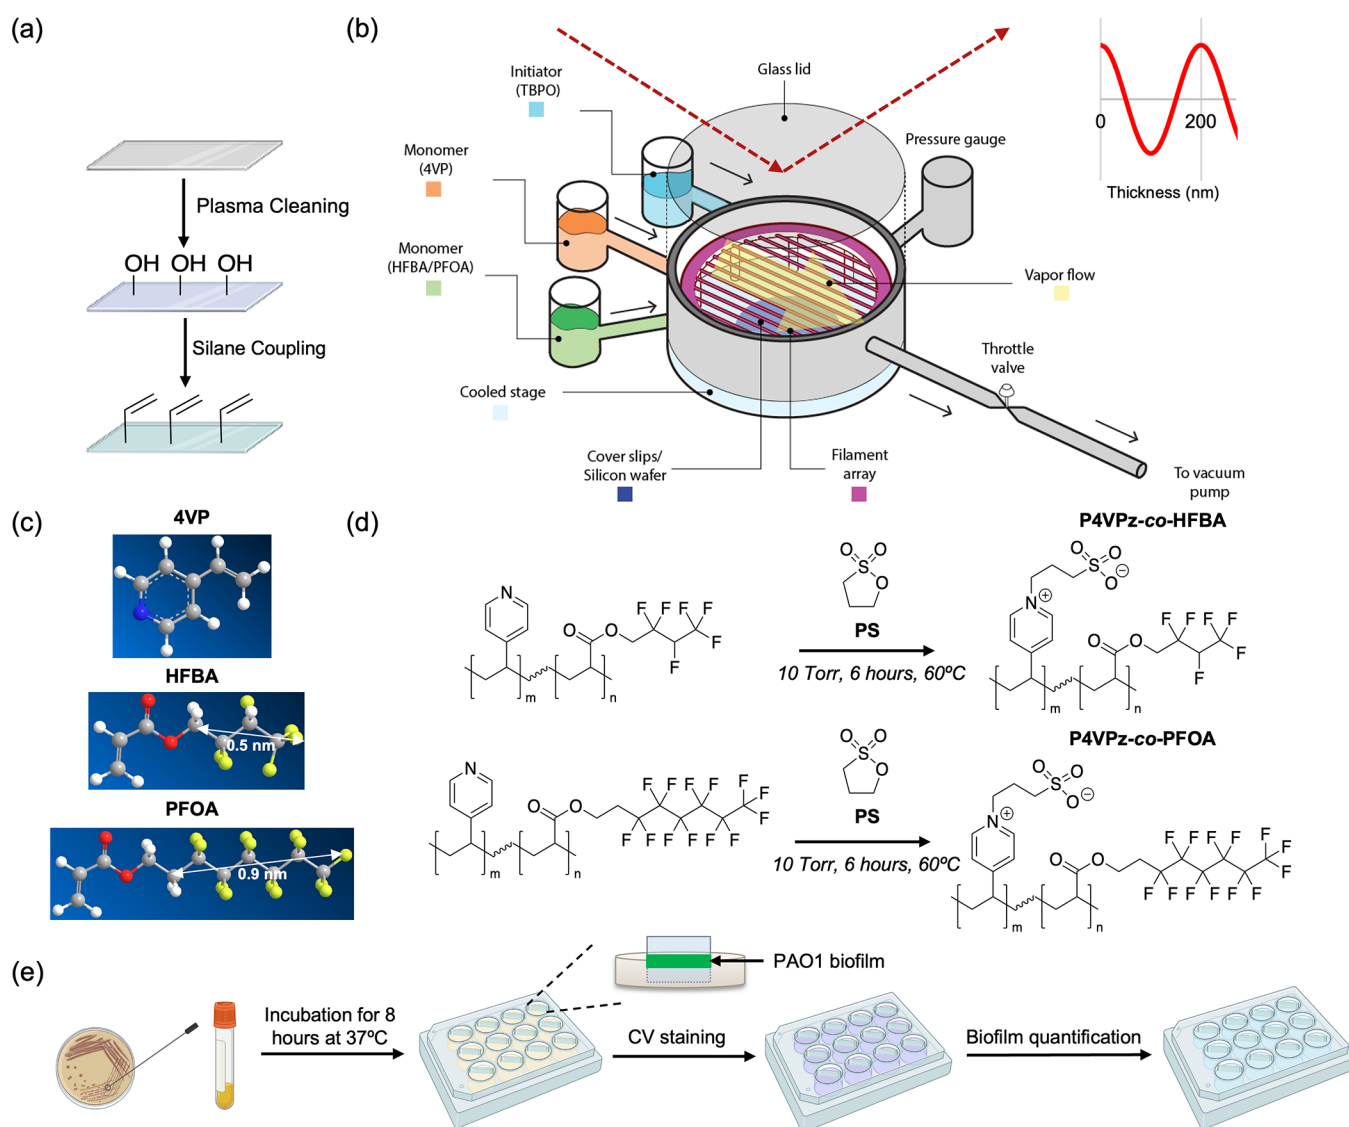 (a)
Plasma Cleaning
OH OH OH
Silane Coupling
(b)
Initiator
(TBPO)
Monomer
(4VP)
Monomer
(HFBA/PFOA)
Cooled stage
Cover slips/
Silicon wafer
Filament
array
Glass lid
Pressure gauge
Vapor flow
Throttle
valve
To vacuum
pump
0 200
Thickness (nm)
(c)
4VP
HFBA
0.5 nm
PFOA
0.9 nm
(d)
N
O
O
F F F F
F
F
F
m
n
O O
S
O
PS
10 Torr, 6 hours, 60ºC
P4VPz-co-HFBA
O
O
S
O
⊖
N
⊕
O
O
F F F F
F
F
F
m
n
N
O
O
F F F F F
F
F
F F F F F F
m
n
O O
S
O
PS
10 Torr, 6 hours, 60ºC
P4VPz-co-PFOA
O
O
S
O
⊖
N
⊕
O
O
F F F F F
F
F
F F F F F F
m
n
(e)
Incubation for 8
hours at 37ºC
PAO1 biofilm
CV staining
Biofilm quantification